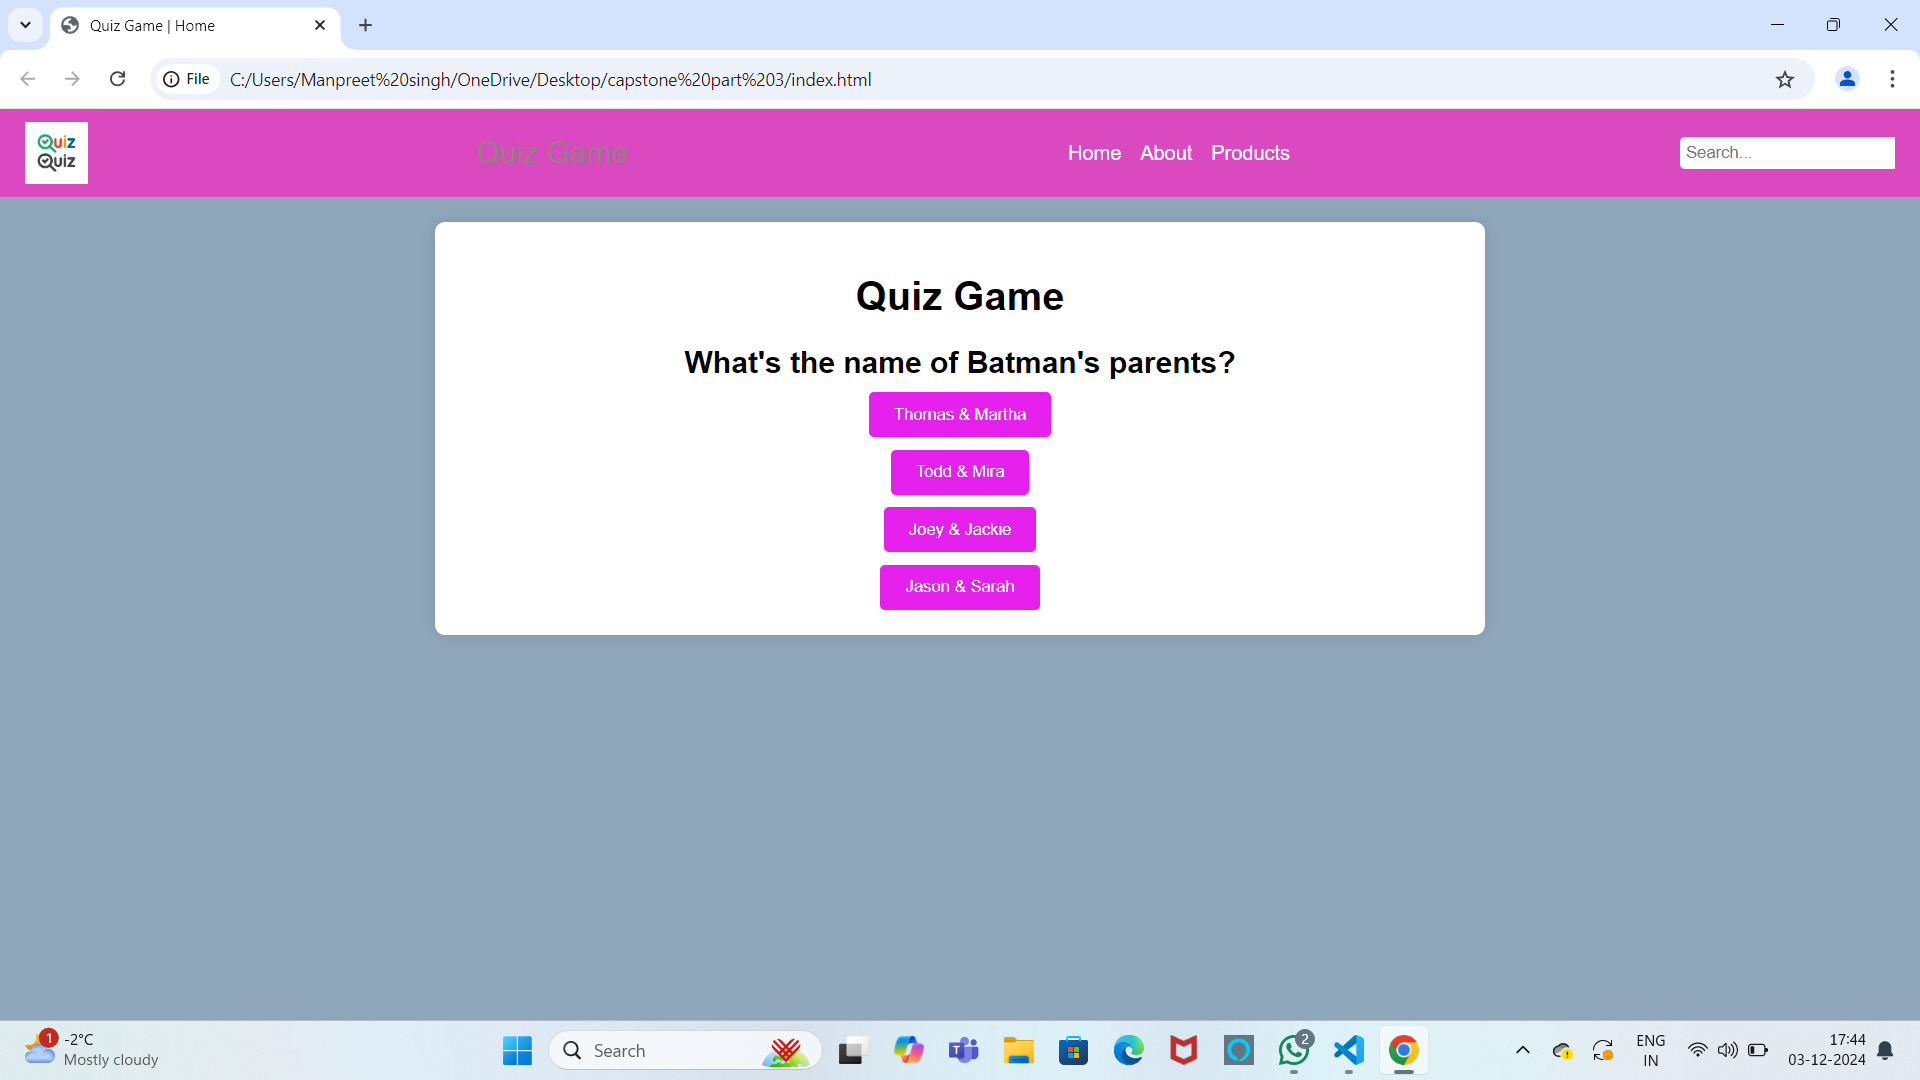 Quiz Game | Home
File
C:/Users/Manpreet%20singh/OneDrive/Desktop/capstone%20part%203/index.html
Quiz
Quiz
Quiz Game
Home About Products
Search...
Quiz Game
What's the name of Batman's parents?
Thomas & Martha
Todd & Mira
Joey & Jackie
Jason & Sarah
1
-2°C
Mostly cloudy
Search
T
2
ENG
IN
17:44
03-12-2024